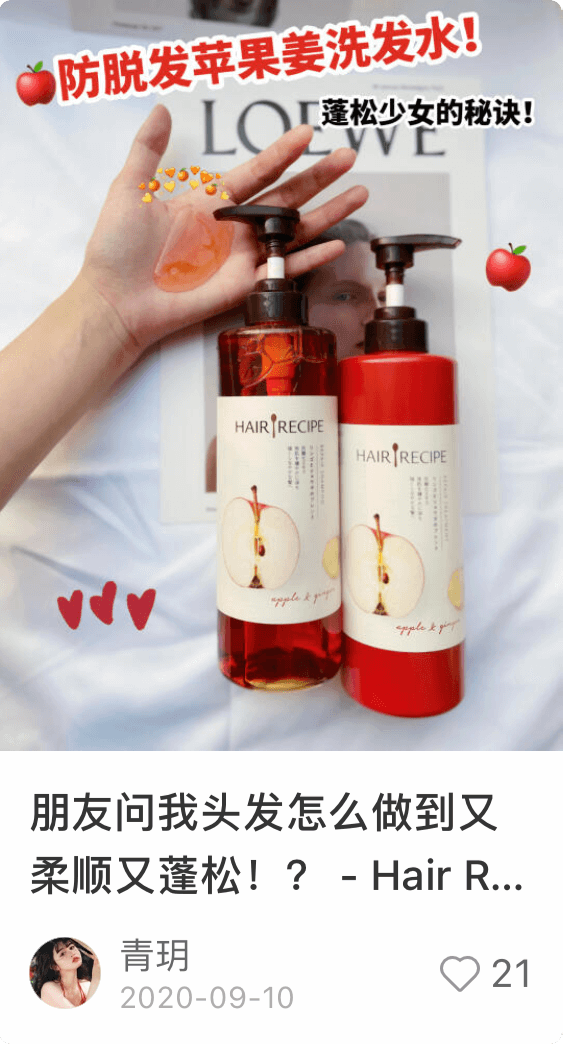 防脱发苹果姜洗发水！
蓬松少女的秘诀！
LOEWE
HAIR RECIPE
HAIR RECIPE
apple & ginger
apple & ginger
朋友问我头发怎么做到又
柔顺又蓬松！？ - Hair R...
青玥
2020-09-10
21